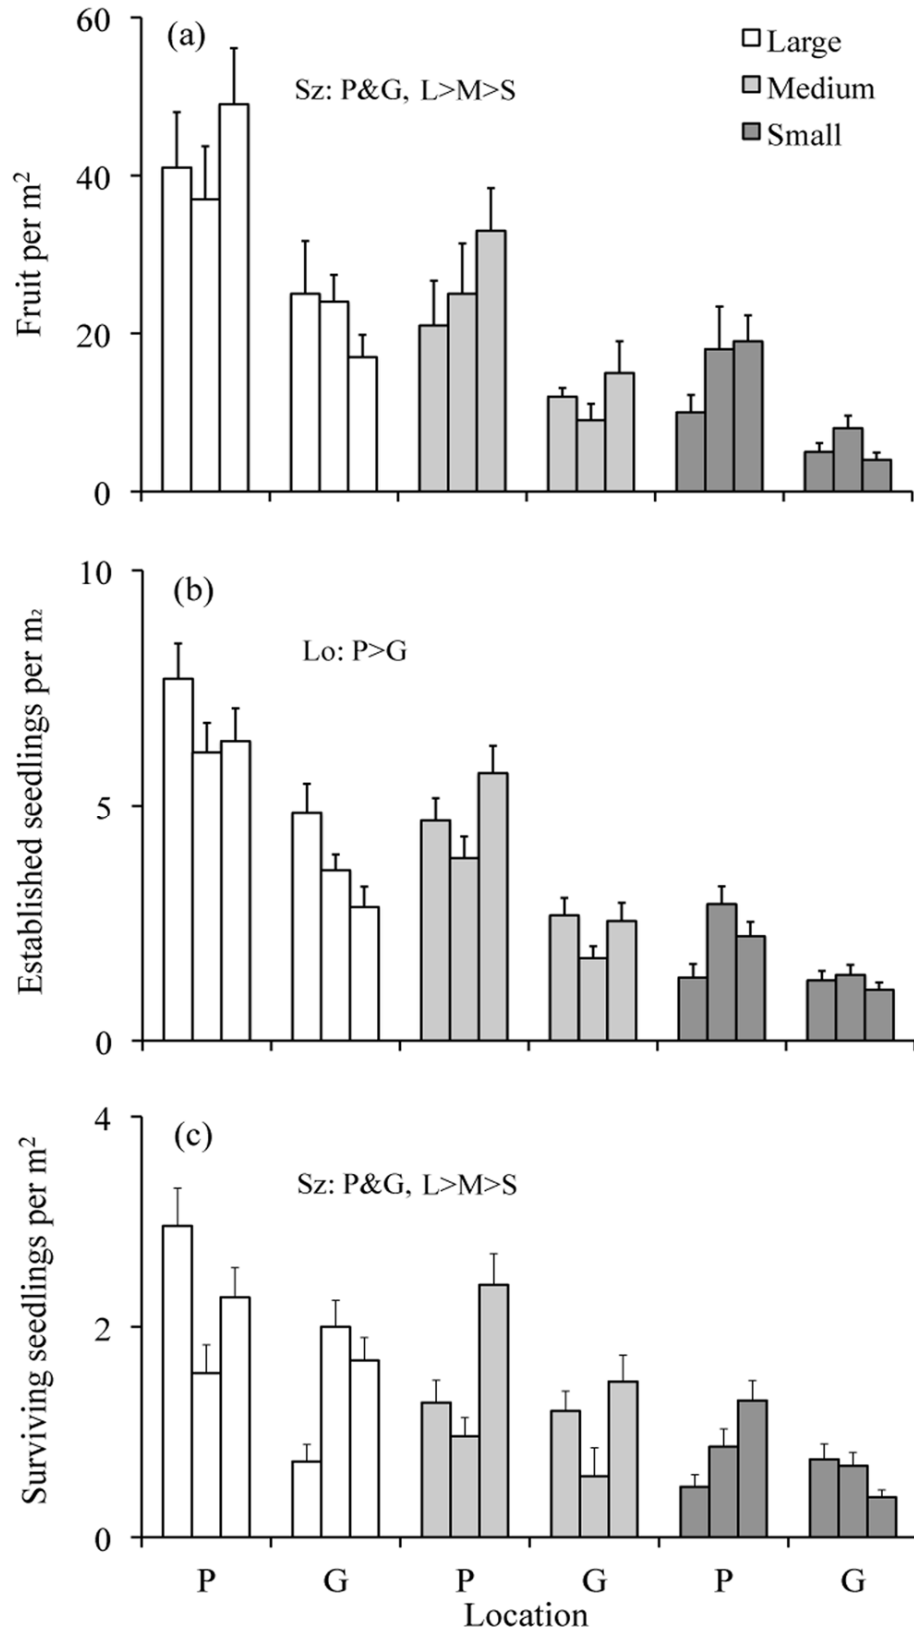 60
(a)
Large
Sz: P&G, L>M>S
Medium
Small
40
Fruit per m²
20
0
10
(b)
Lo: P>G
Established seedlings per m₂
5
0
4
(c)
Sz: P&G, L>M>S
Surviving seedlings per m²
2
0
P G P G P G
Location